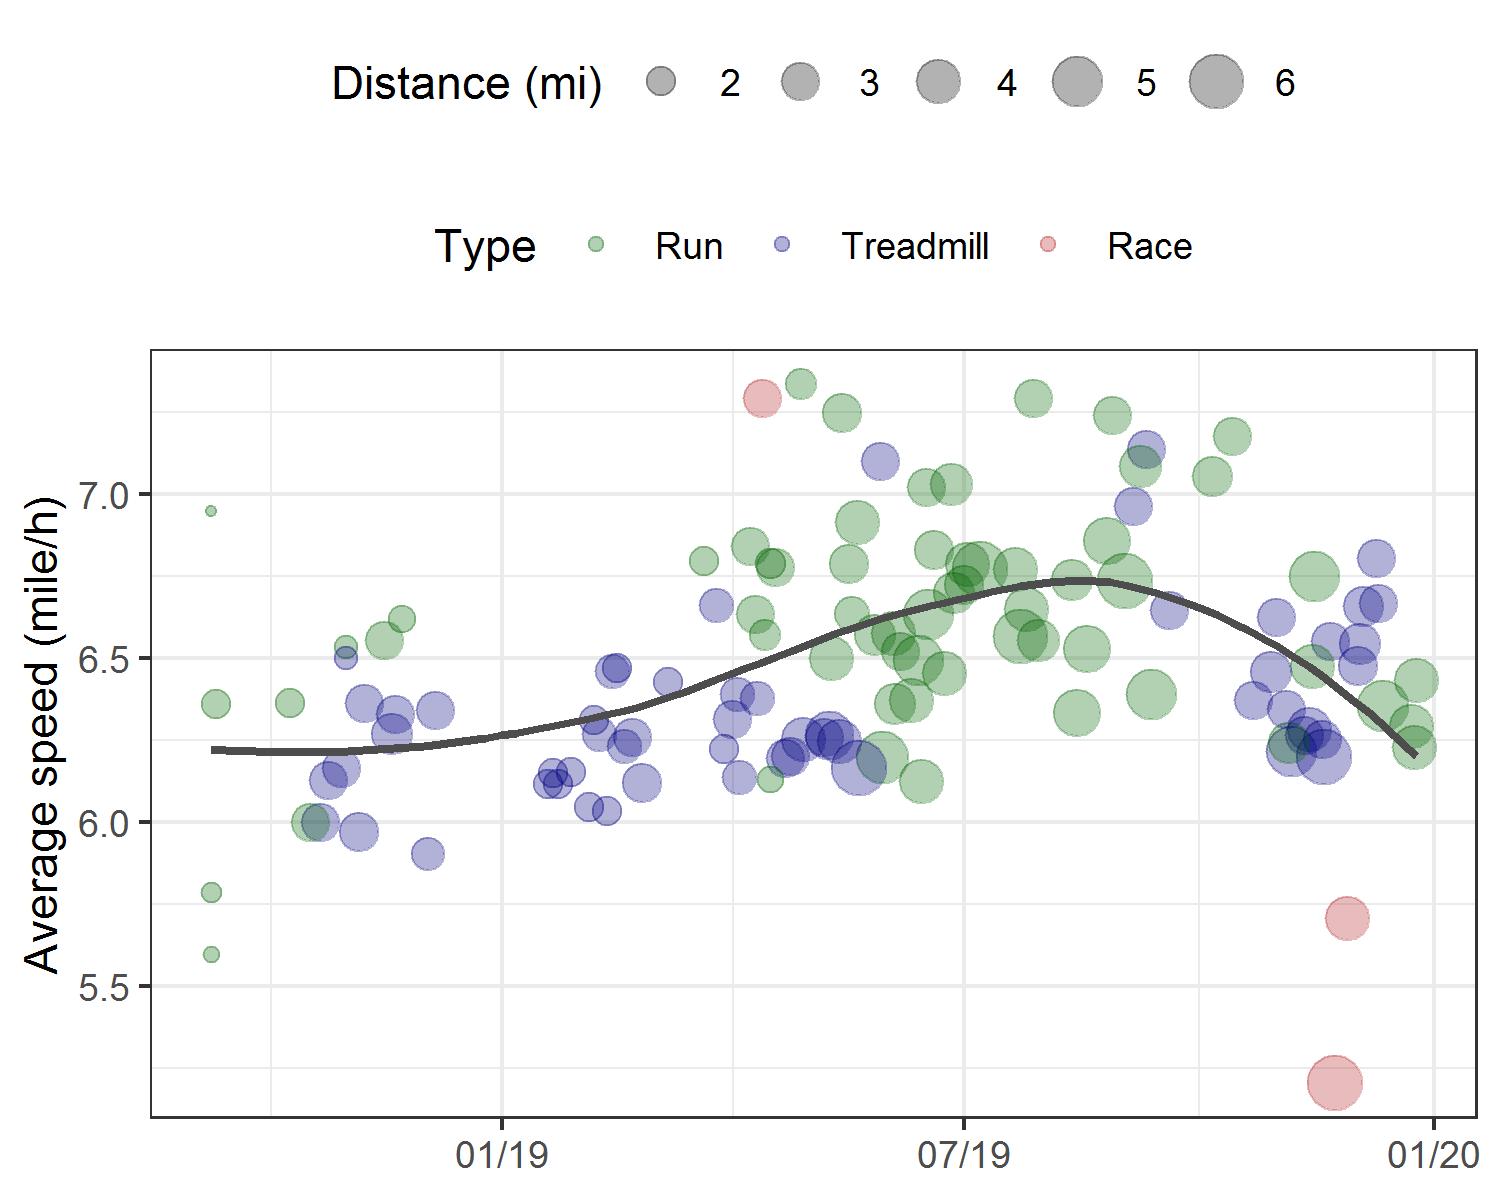 Distance (mi) 2 3 4 5 6
Type Run Treadmill Race
Average speed (mile/h)
7.0
6.5
6.0
5.5
01/19 07/19 01/20